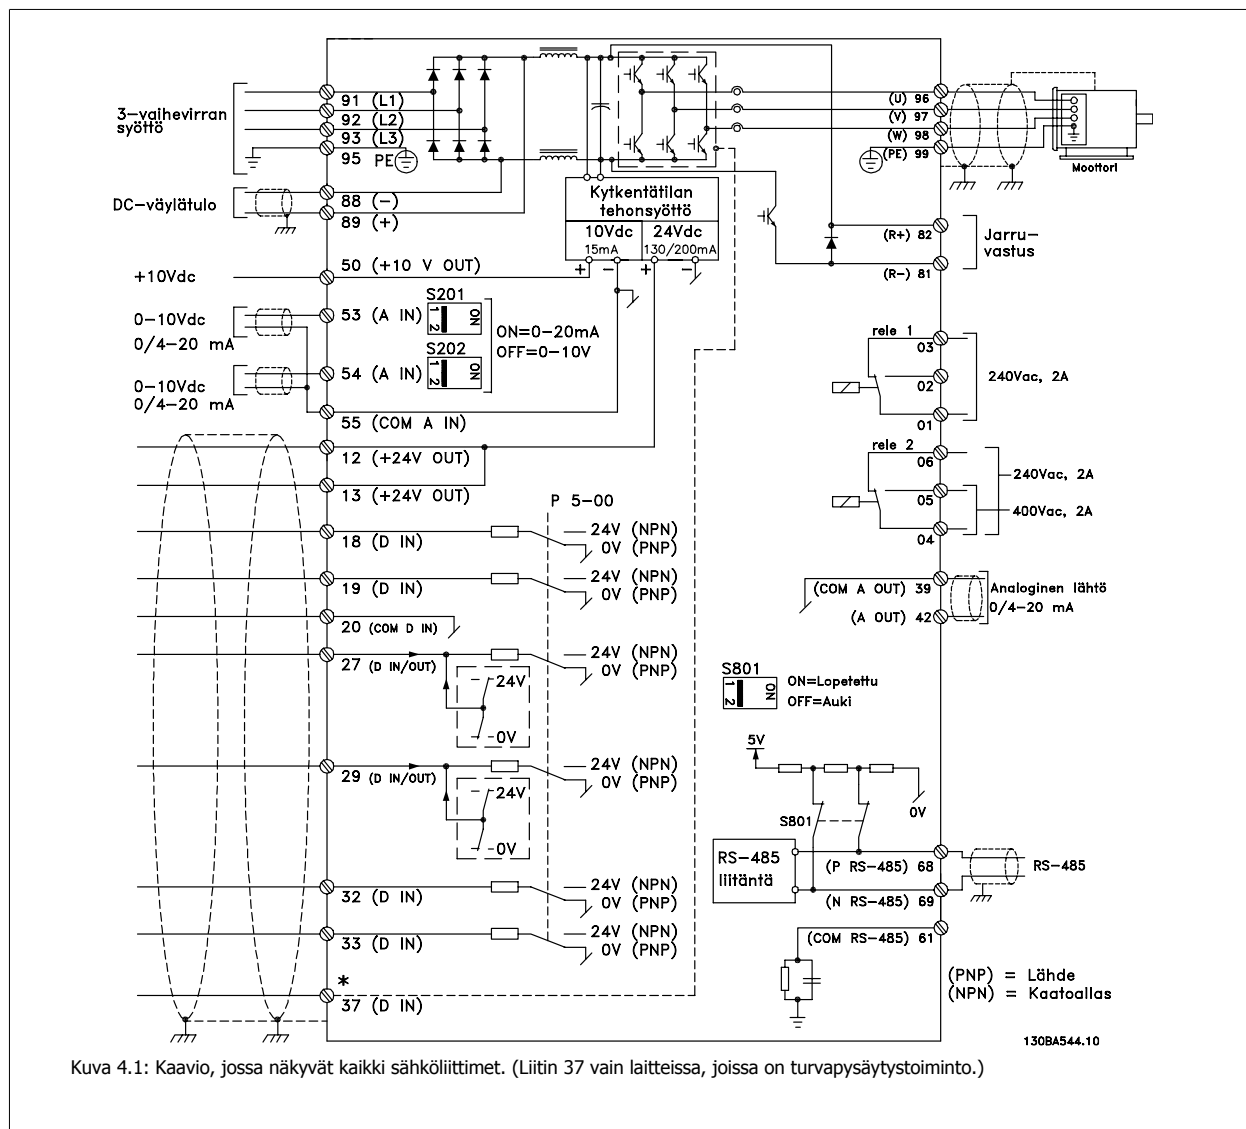 3-vaihevirran
syöttö
91 (L1)
92 (L2)
93 (L3)
95 PE
DC-väylätulo
88 (-)
89 (+)
+10Vdc
50 (+10 V OUT)
0-10Vdc
0/4-20 mA
53 (A IN)
S201
1 2
ON
ON=0-20mA
OFF=0-10V
0-10Vdc
0/4-20 mA
54 (A IN)
S202
1 2
ON
55 (COM A IN)
12 (+24V OUT)
13 (+24V OUT)
P 5-00
18 (D IN)
24V (NPN)
0V (PNP)
19 (D IN)
24V (NPN)
0V (PNP)
20 (COM D IN)
27 (D IN/OUT)
24V (NPN)
0V (PNP)
24V
0V
29 (D IN/OUT)
24V (NPN)
0V (PNP)
24V
0V
32 (D IN)
24V (NPN)
0V (PNP)
33 (D IN)
24V (NPN)
0V (PNP)
*
37 (D IN)
Kytkentätilan
tehonsyöttö
10Vdc
15mA
24Vdc
130/200mA
+ - + -
(U) 96
(V) 97
(W) 98
(PE) 99
Moottori
(R+) 82
(R-) 81
Jarru-
vastus
rele 1
03
02
01
240Vac, 2A
rele 2
06
05
04
240Vac, 2A
400Vac, 2A
(COM A OUT) 39
(A OUT) 42
Analoginen lähtö
0/4-20 mA
S801
1 2
ON
ON=Lopetettu
OFF=Auki
5V
S801
0V
RS-485
liitäntä
(P RS-485) 68
(N RS-485) 69
RS-485
(COM RS-485) 61
(PNP) = Lähde
(NPN) = Kaatoallas
130BA544.10
Kuva 4.1: Kaavio, jossa näkyvät kaikki sähköliittimet. (Liitin 37 vain laitteissa, joissa on turvapysäytystoiminto.)